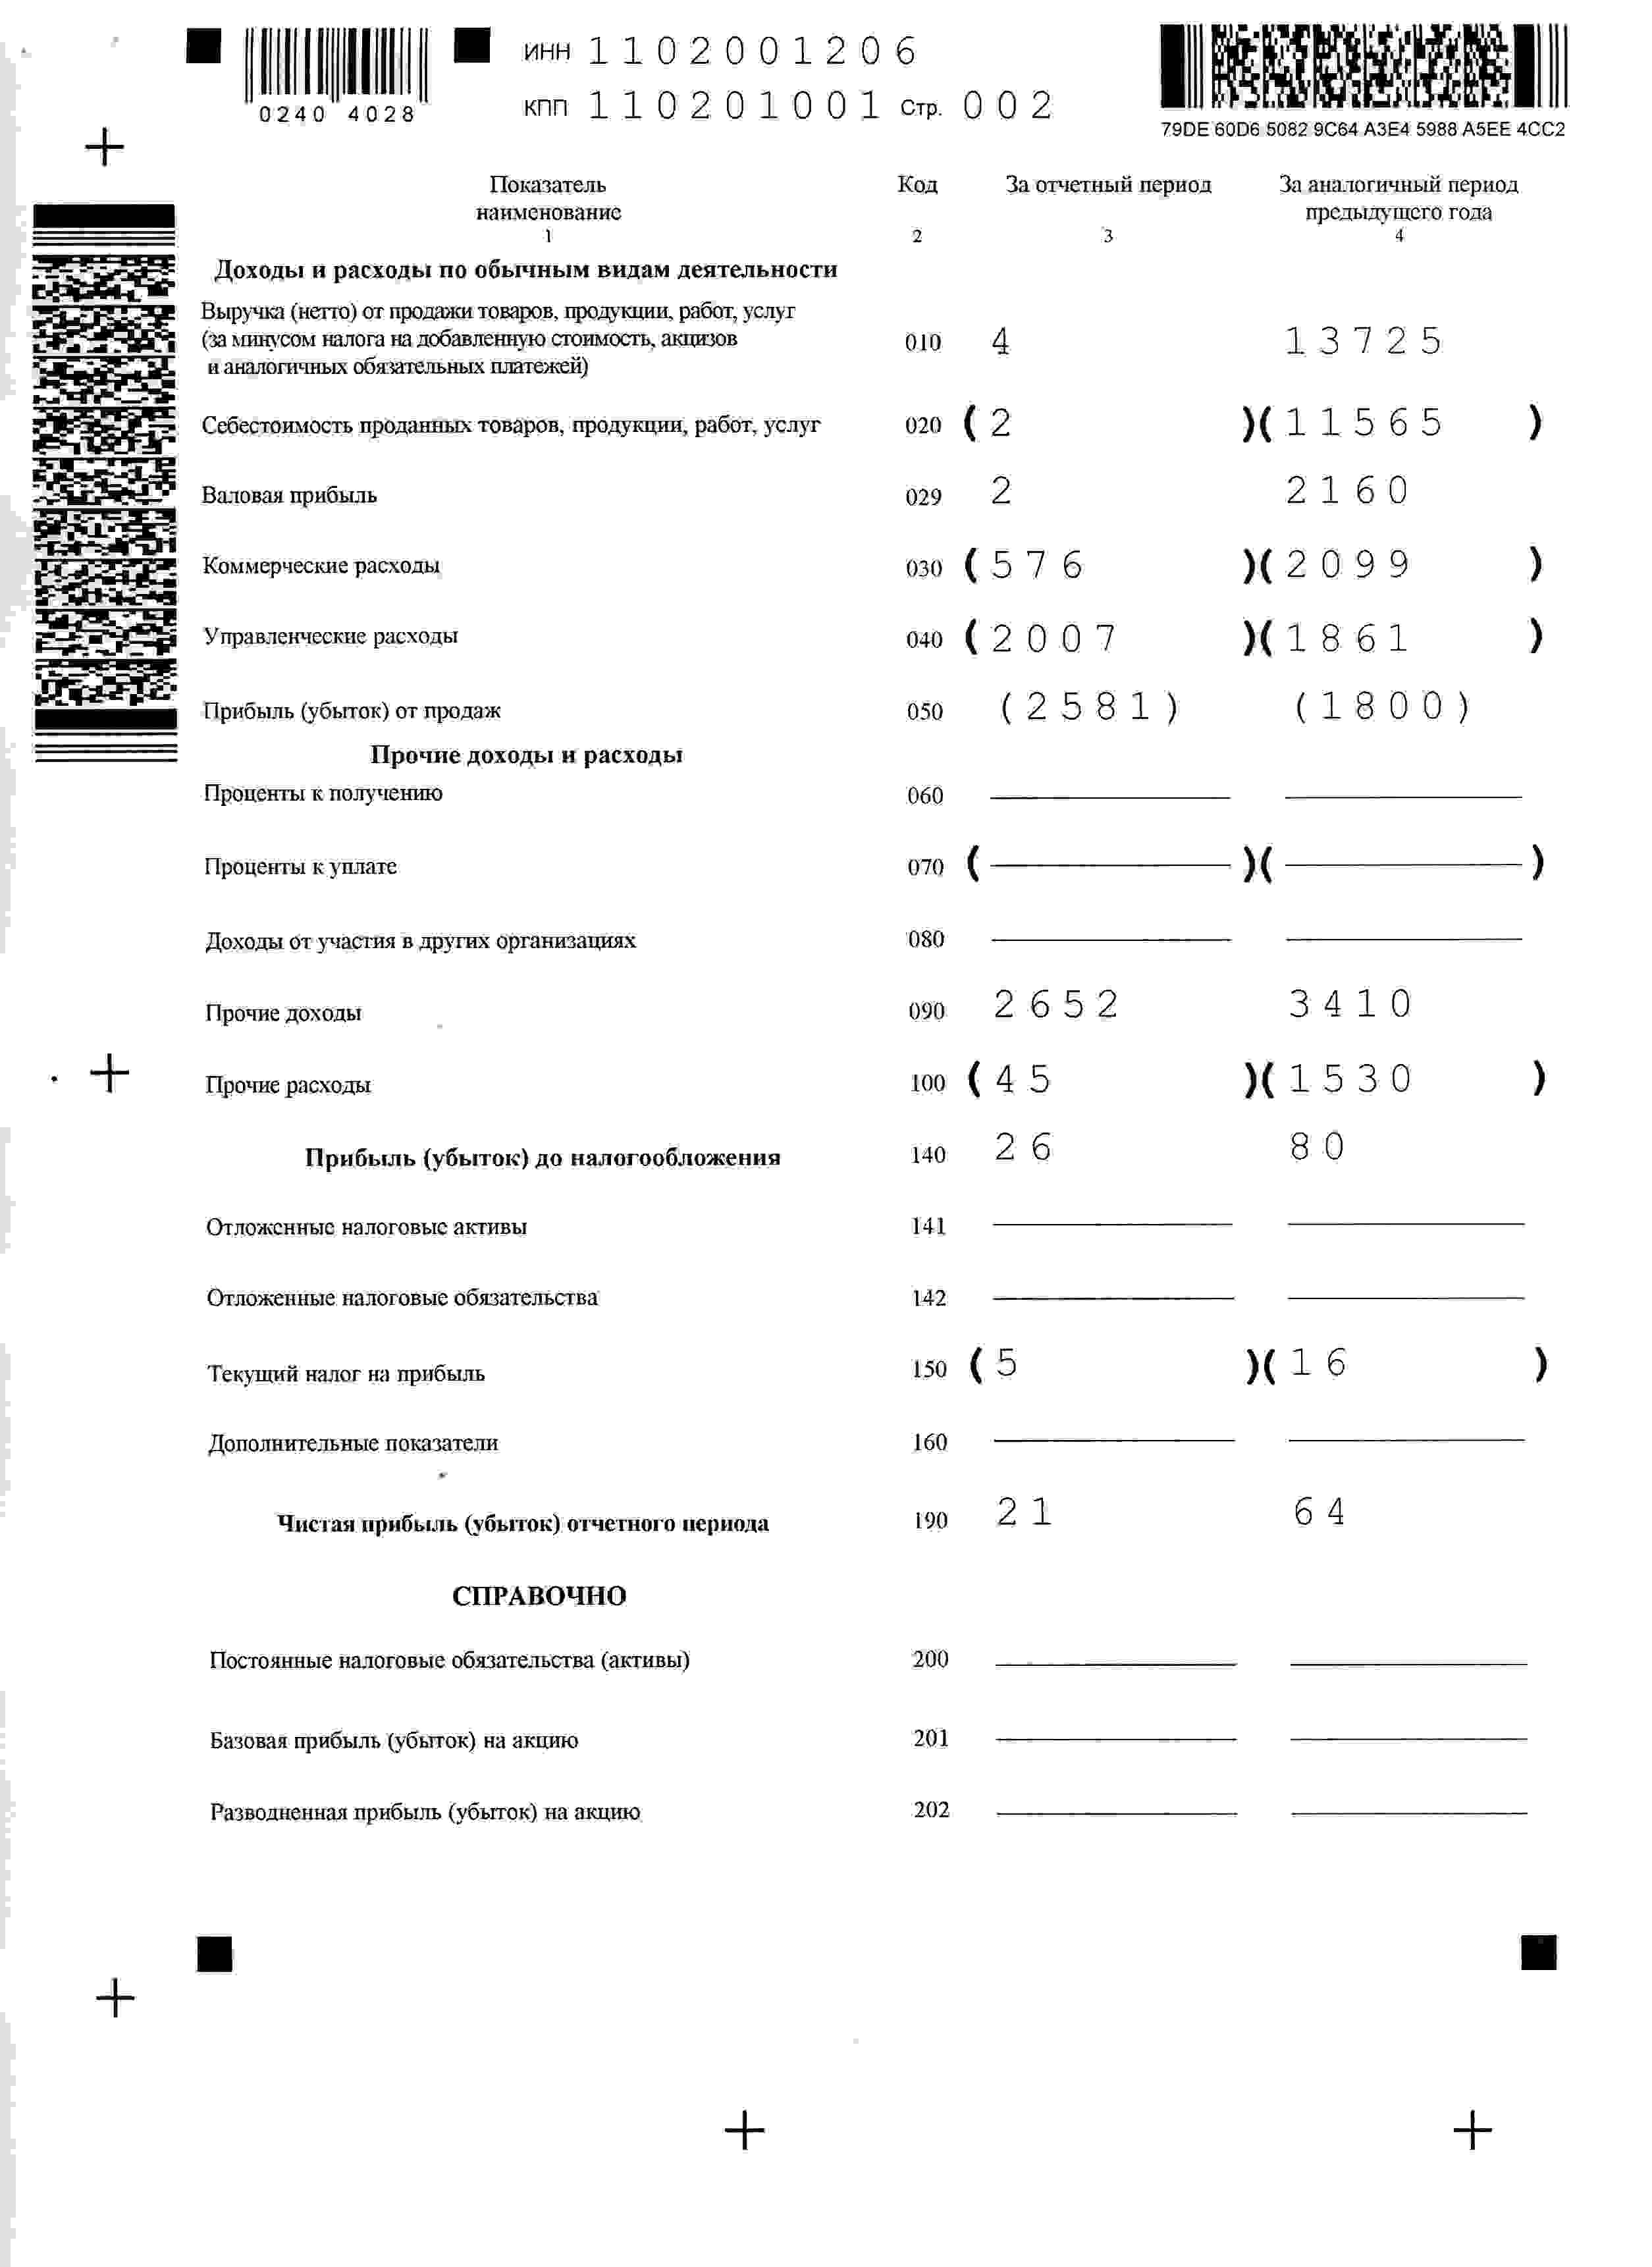 ИНН 1102001206
0240 4028
КПП 110201001 Стр. 002
79DE 60D6 5082 9C64 A3E4 5988 A5EE 4CC2
Показатель Код За отчетный период За аналогичный период
наименование предыдущего года
1 2 3 4
Доходы и расходы по обычным видам деятельности
Выручка (нетто) от продажи товаров, продукции, работ, услуг
(за минусом налога на добавленную стоимость, акцизов 010 4 13725
и аналогичных обязательных платежей)
Себестоимость проданных товаров, продукции, работ, услуг 020 (2)(11565)
Валовая прибыль 029 2 2160
Коммерческие расходы 030 (576)(2099)
Управленческие расходы 040 (2007)(1861)
Прибыль (убыток) от продаж 050 (2581) (1800)
Прочие доходы и расходы
Проценты к получению 060
Проценты к уплате 070 ( )( )
Доходы от участия в других организациях 080
Прочие доходы 090 2652 3410
Прочие расходы 100 (45)(1530)
Прибыль (убыток) до налогообложения 140 26 80
Отложенные налоговые активы 141
Отложенные налоговые обязательства 142
Текущий налог на прибыль 150 (5)(16)
Дополнительные показатели 160
Чистая прибыль (убыток) отчетного периода 190 21 64
СПРАВОЧНО
Постоянные налоговые обязательства (активы) 200
Базовая прибыль (убыток) на акцию 201
Разводненная прибыль (убыток) на акцию 202